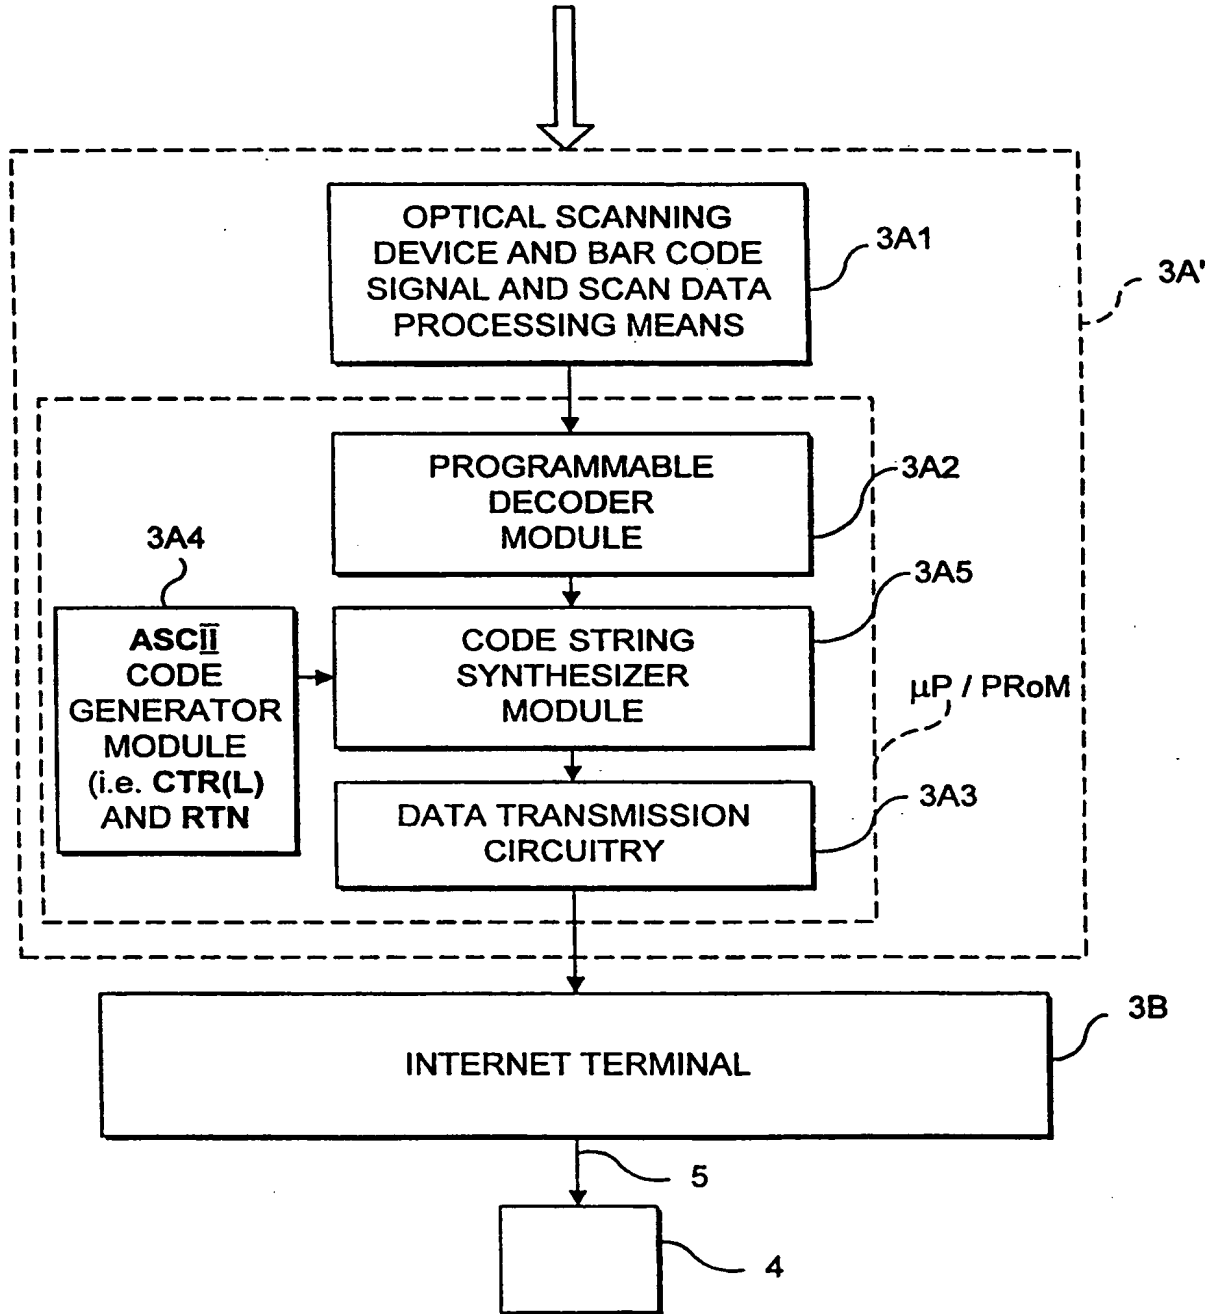 OPTICAL SCANNING
DEVICE AND BAR CODE
SIGNAL AND SCAN DATA
PROCESSING MEANS
3A1
3A'
PROGRAMMABLE
DECODER
MODULE
3A2
3A4
3A5
ASCII
CODE
GENERATOR
MODULE
(i.e. CTR(L)
AND RTN
CODE STRING
SYNTHESIZER
MODULE
µP / PRoM
DATA TRANSMISSION
CIRCUITRY
3A3
INTERNET TERMINAL
3B
5
4